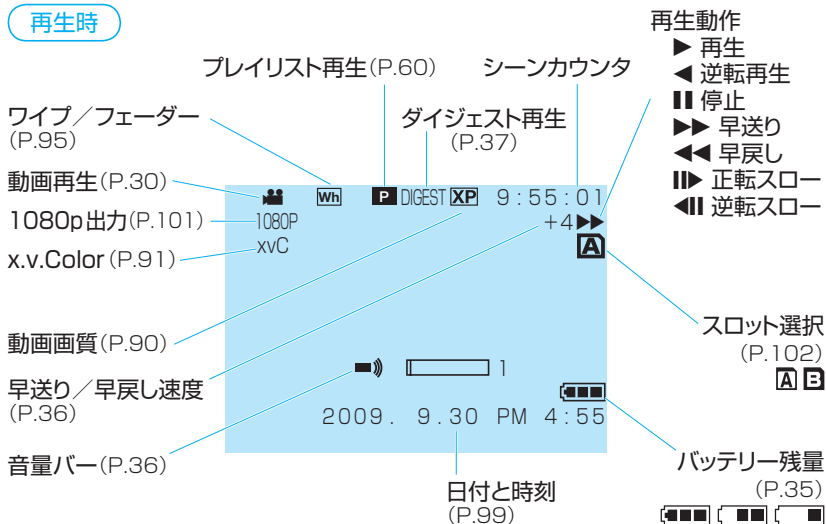 再生時
プレイリスト再生(P.60)
シーンカウンタ
ワイプ／フェーダー
(P.95)
ダイジェスト再生
(P.37)
動画再生(P.30)
1080p出力(P.101)
x.v.Color(P.91)
動画画質(P.90)
早送り／早戻し速度
(P.36)
音量バー(P.36)
Wh P DIGEST XP 9:55:01
1080P +4▶▶
xvC A
1
2009. 9.30 PM 4:55
日付と時刻
(P.99)
再生動作
▶ 再生
◀ 逆転再生
▮▮ 停止
▶▶ 早送り
◀◀ 早戻し
▮▮▶ 正転スロー
◀▮▮ 逆転スロー
スロット選択
(P.102)
A B
バッテリー残量
(P.35)